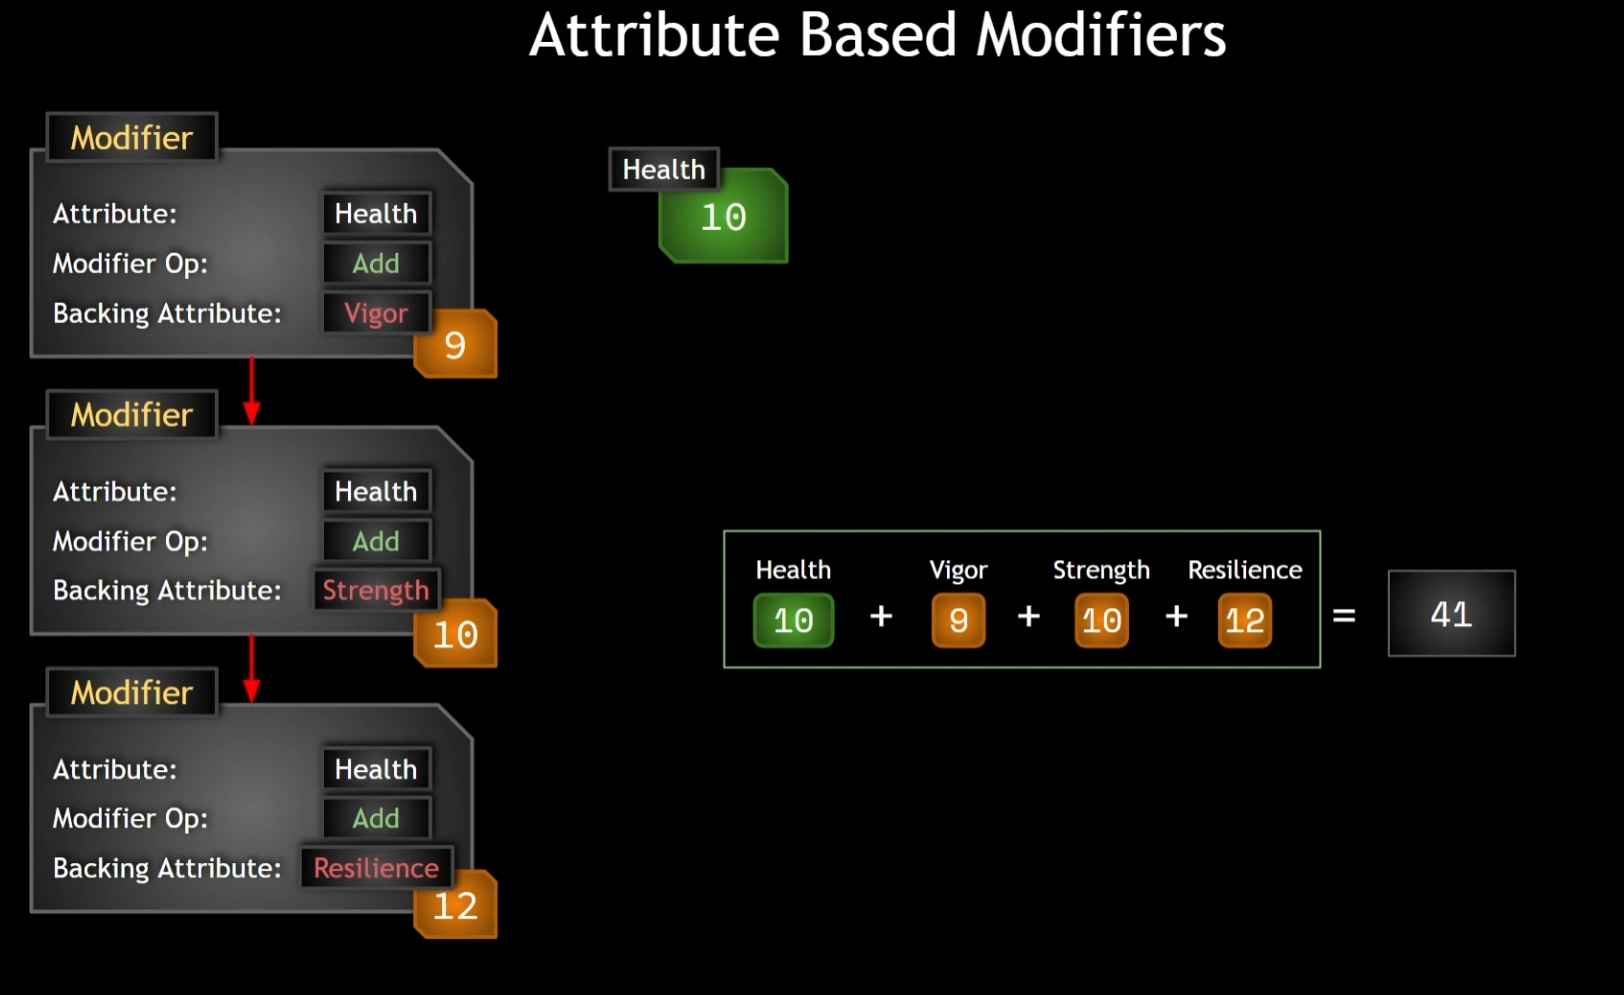 Attribute Based Modifiers
Modifier
Attribute: Health
Modifier Op: Add
Backing Attribute: Vigor
9
Modifier
Attribute: Health
Modifier Op: Add
Backing Attribute: Strength
10
Modifier
Attribute: Health
Modifier Op: Add
Backing Attribute: Resilience
12
Health
10
Health Vigor Strength Resilience
10 + 9 + 10 + 12 = 41